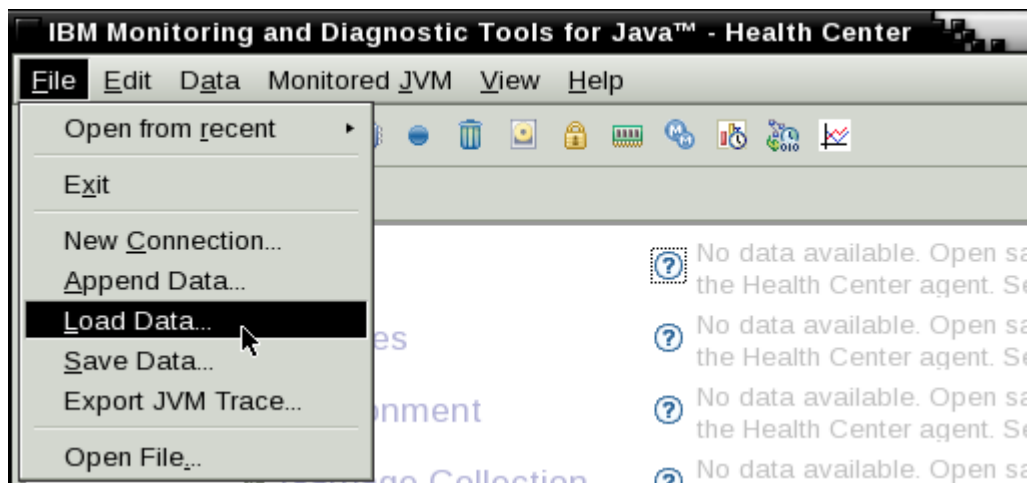 IBM Monitoring and Diagnostic Tools for Java™ - Health Center
File Edit Data Monitored JVM View Help
Open from recent
Exit
New Connection...
Append Data...
Load Data...
Save Data...
Export JVM Trace...
Open File...
No data available. Open sa
the Health Center agent. Se
es
No data available. Open sa
the Health Center agent. Se
onment
No data available. Open sa
the Health Center agent. Se
Collection
No data available. Open sa